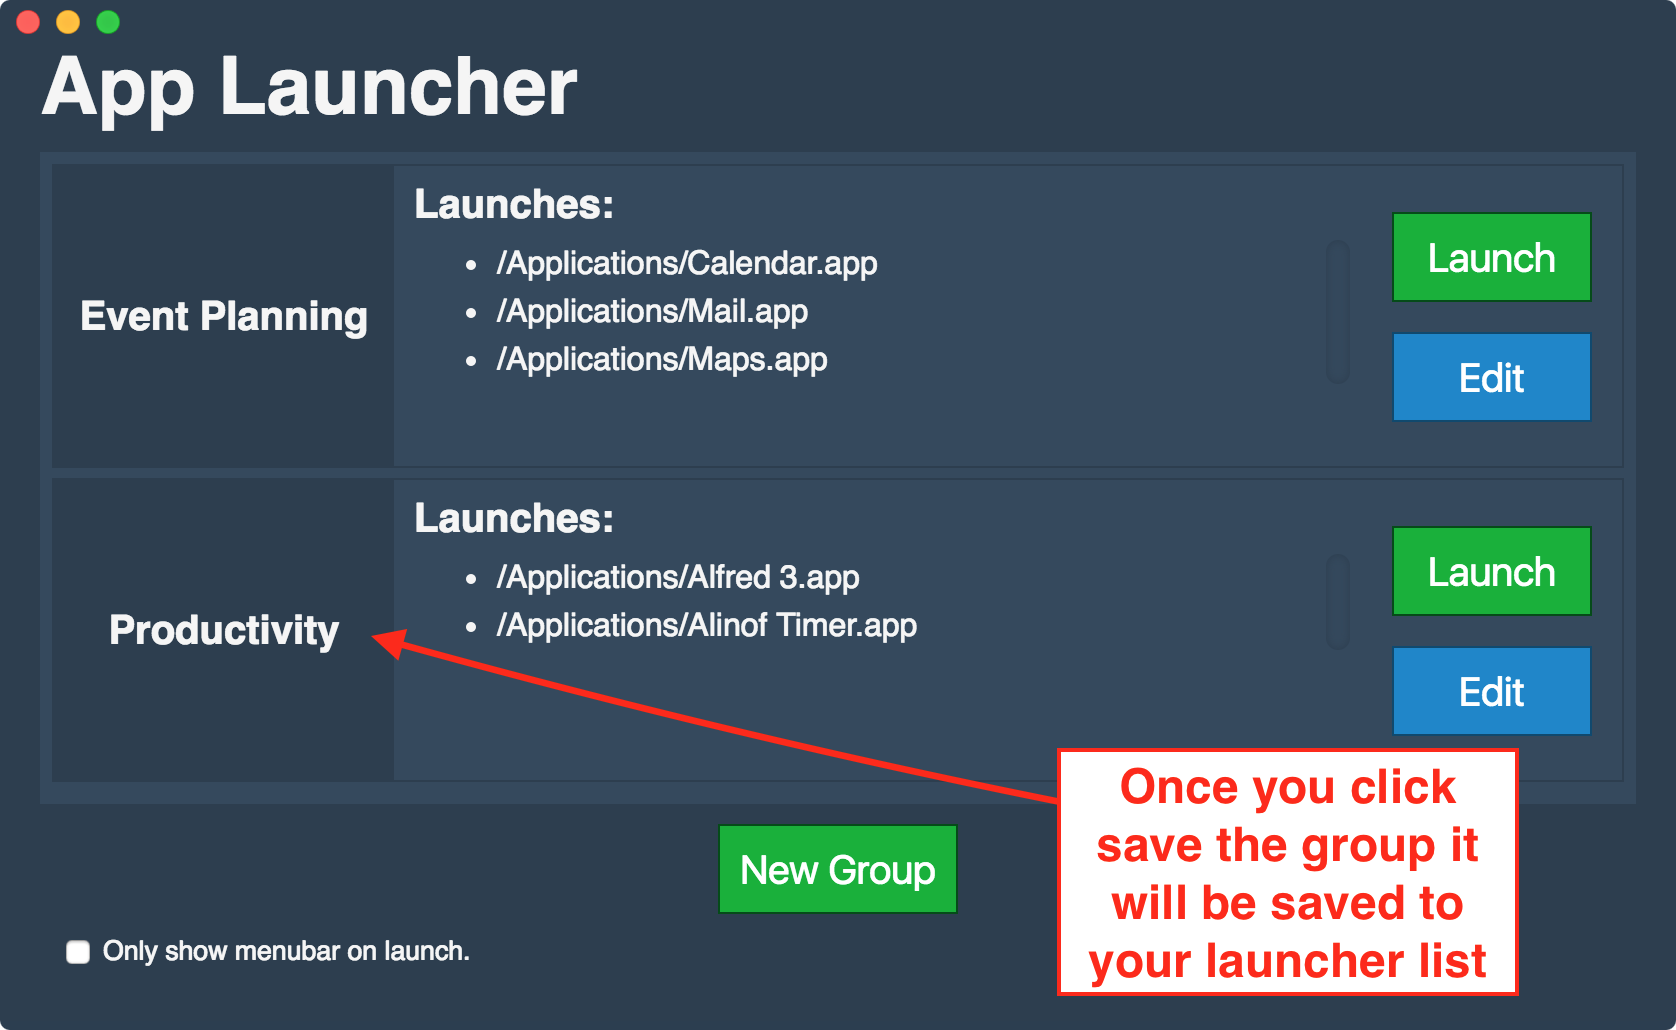 App Launcher
Event Planning
Launches:
/Applications/Calendar.app
/Applications/Mail.app
/Applications/Maps.app
Launch
Edit
Productivity
Launches:
/Applications/Alfred 3.app
/Applications/Alinof Timer.app
Launch
Edit
New Group
Only show menubar on launch.
Once you click
save the group it
will be saved to
your launcher list